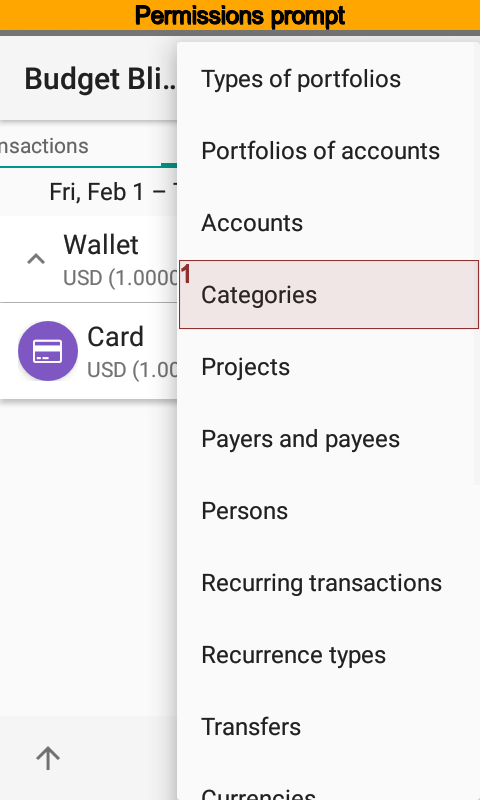 Permissions prompt
Budget Bli…
nsactions
Fri, Feb 1 –
Wallet
USD (1.0000
Card
USD (1.00
Types of portfolios
Portfolios of accounts
Accounts
1
Categories
Projects
Payers and payees
Persons
Recurring transactions
Recurrence types
Transfers
Currencies